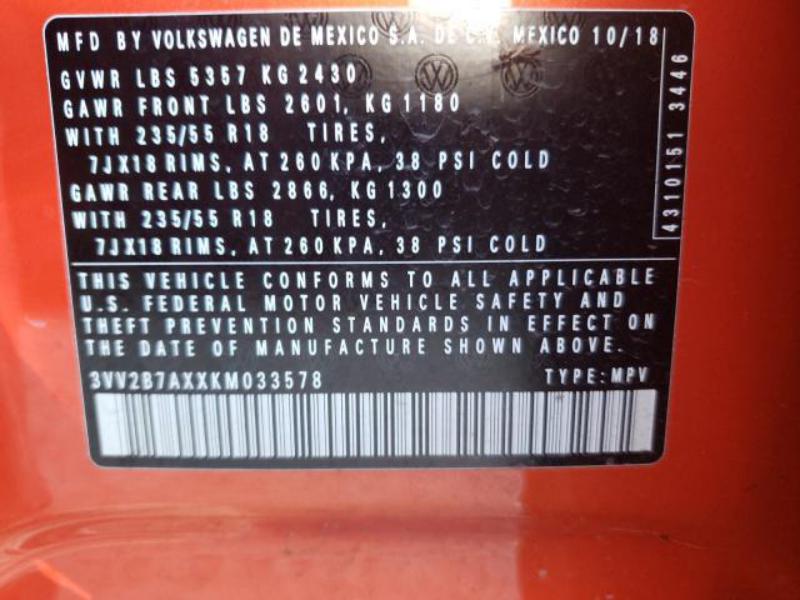 MFD BY VOLKSWAGEN DE MEXICO S.A. DE C.V. MEXICO 10/18
GVWR LBS 5357 KG 2430
GAWR FRONT LBS 2601, KG 1180
WITH 235/55 R18 TIRES,
7JX18 RIMS, AT 260 KPA, 38 PSI COLD
GAWR REAR LBS 2866, KG 1300
WITH 235/55 R18 TIRES,
7JX18 RIMS, AT 260 KPA, 38 PSI COLD
4310151 3446
THIS VEHICLE CONFORMS TO ALL APPLICABLE
U.S. FEDERAL MOTOR VEHICLE SAFETY AND
THEFT PREVENTION STANDARDS IN EFFECT ON
THE DATE OF MANUFACTURE SHOWN ABOVE.
3VV2B7AXXKM033578 TYPE: MPV